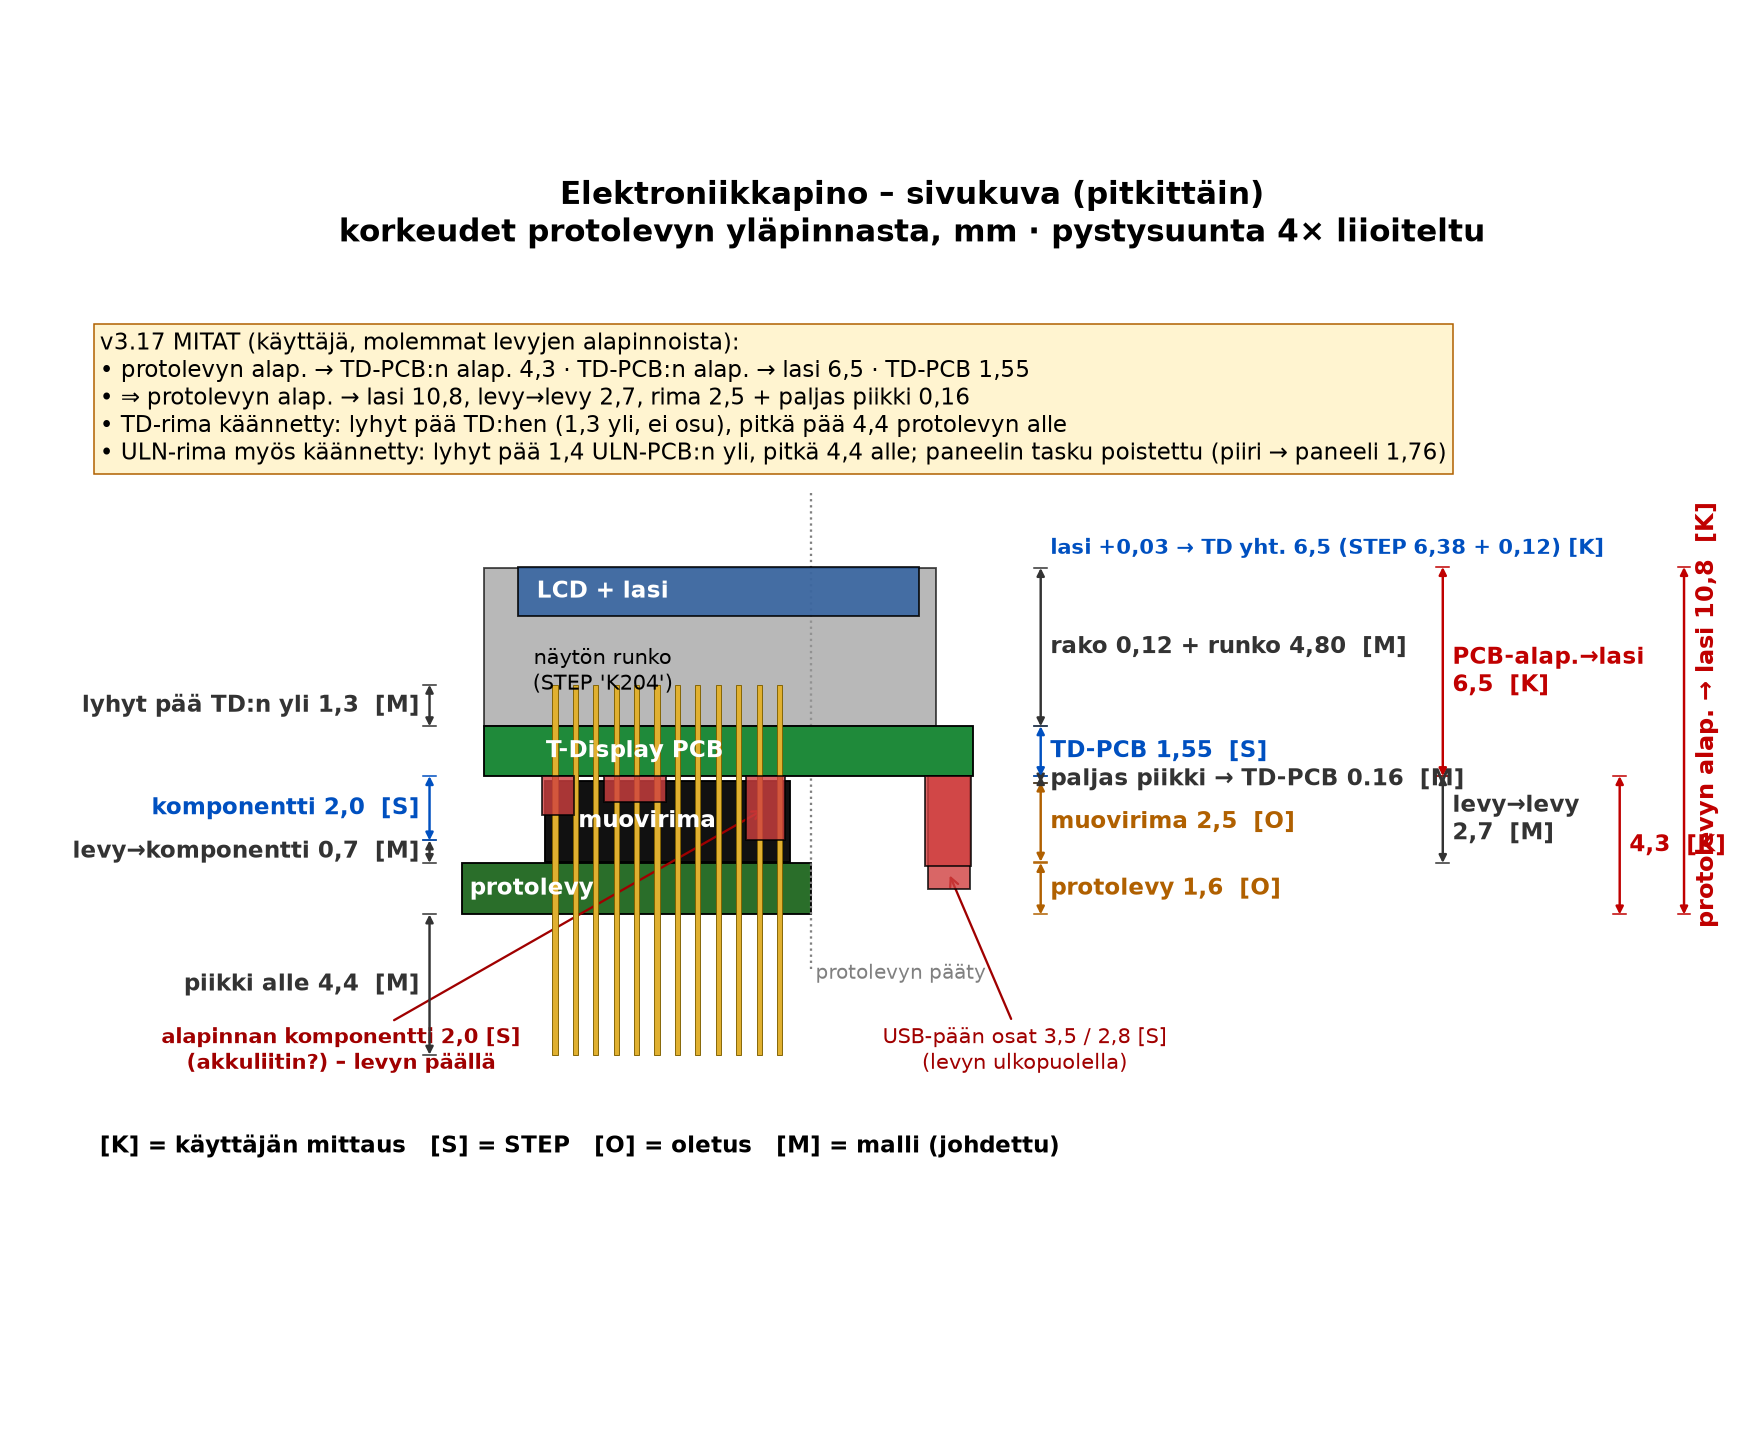 Elektroniikkapino – sivukuva (pitkittäin)
korkeudet protolevyn yläpinnasta, mm · pystysuunta 4× liioiteltu
v3.17 MITAT (käyttäjä, molemmat levyjen alapinnoista):
• protolevyn alap. → TD-PCB:n alap. 4,3 · TD-PCB:n alap. → lasi 6,5 · TD-PCB 1,55
• ⇒ protolevyn alap. → lasi 10,8, levy→levy 2,7, rima 2,5 + paljas piikki 0,16
• TD-rima käännetty: lyhyt pää TD:hen (1,3 yli, ei osu), pitkä pää 4,4 protolevyn alle
• ULN-rima myös käännetty: lyhyt pää 1,4 ULN-PCB:n yli, pitkä 4,4 alle; paneelin tasku poistettu (piiri → paneeli 1,76)
lasi +0,03 → TD yht. 6,5 (STEP 6,38 + 0,12) [K]
LCD + lasi
näytön runko
(STEP 'K204')
rako 0,12 + runko 4,80 [M]
PCB-alap.→lasi
6,5 [K]
protolevyn alap. → lasi 10,8 [K]
lyhyt pää TD:n yli 1,3 [M]
T-Display PCB
TD-PCB 1,55 [S]
paljas piikki → TD-PCB 0.16 [M]
komponentti 2,0 [S]
muovirima
muovirima 2,5 [O]
levy→levy
2,7 [M]
4,3 [K]
levy→komponentti 0,7 [M]
protolevy
protolevy 1,6 [O]
piikki alle 4,4 [M]
protolevyn pääty
alapinnan komponentti 2,0 [S]
(akkuliitin?) – levyn päällä
USB-pään osat 3,5 / 2,8 [S]
(levyn ulkopuolella)
[K] = käyttäjän mittaus [S] = STEP [O] = oletus [M] = malli (johdettu)